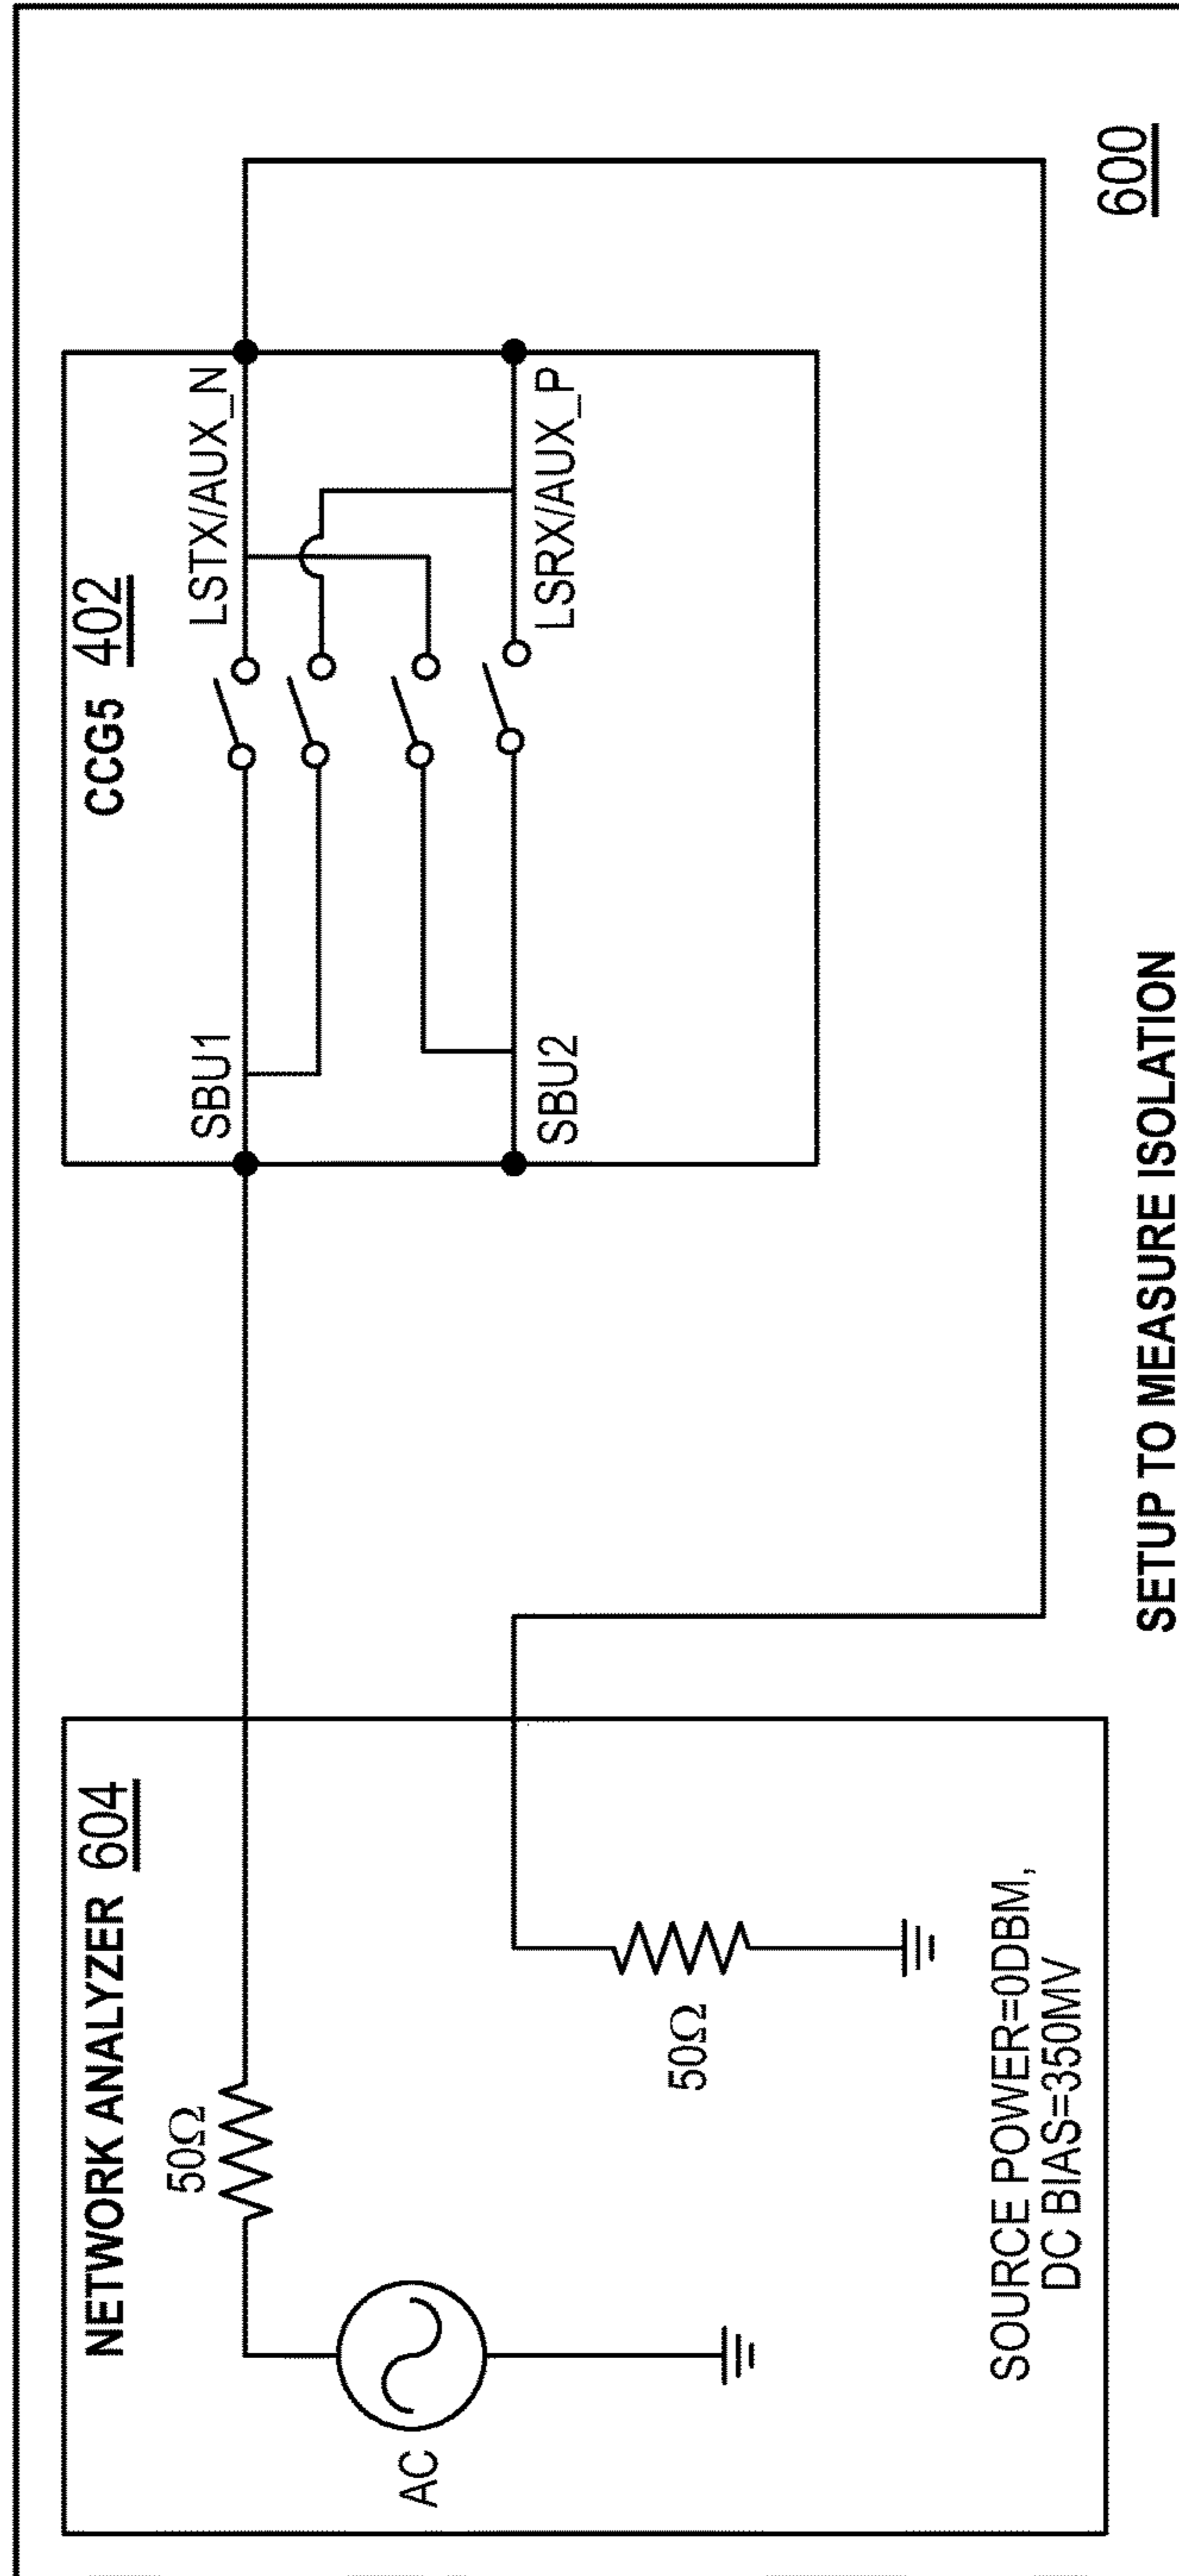 NETWORK ANALYZER 604
50Ω
AC
50Ω
SOURCE POWER=0DBM,
DC BIAS=350MV
CCG5 402
SBU1
LSTX/AUX_N
SBU2
LSRX/AUX_P
600
SETUP TO MEASURE ISOLATION